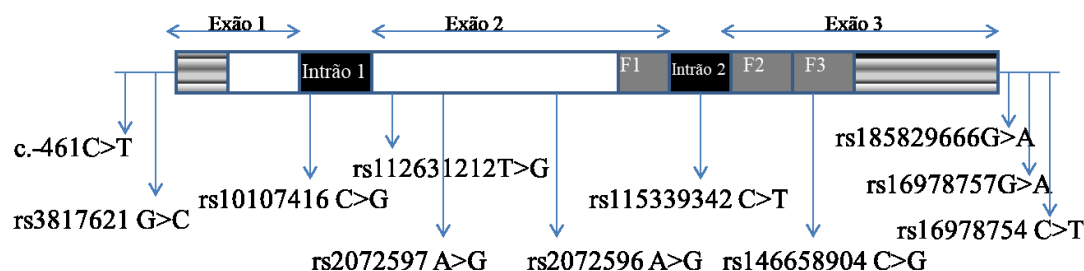 Exão 1
Exão 2
Exão 3
Intrão 1
F1
Intrão 2
F2
F3
c.-461C>T
rs3817621 G>C
rs10107416 C>G
rs112631212T>G
rs2072597 A>G
rs2072596 A>G
rs115339342 C>T
rs146658904 C>G
rs185829666G>A
rs16978757G>A
rs16978754 C>T